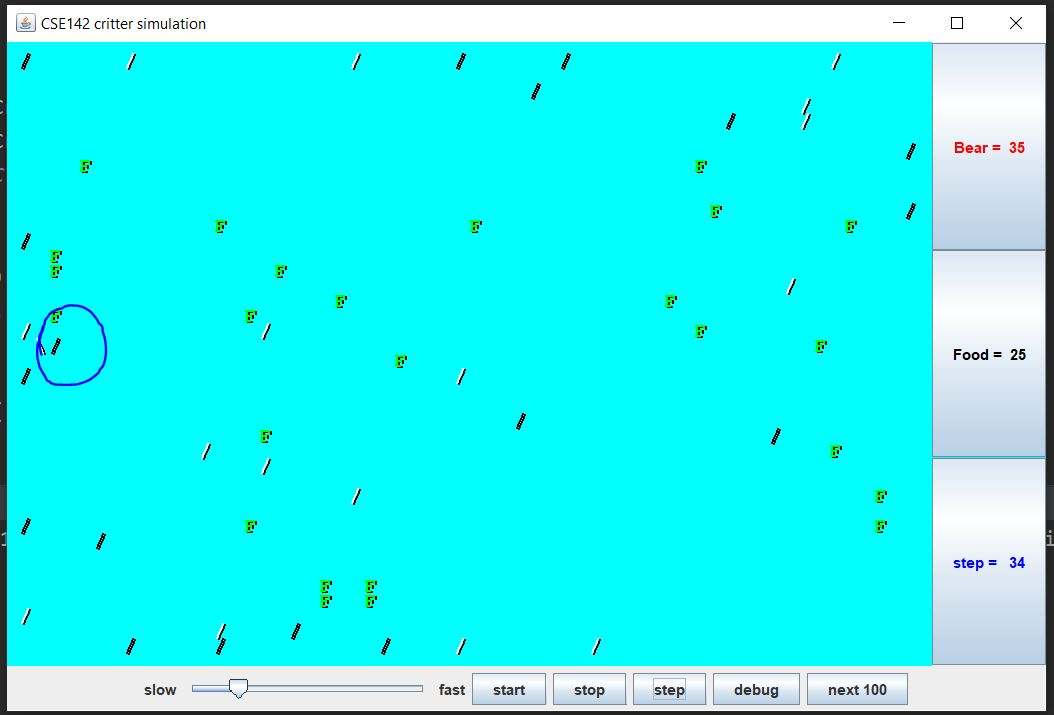 CSE142 critter simulation
/ / / / / /
/
/
/ /
/
F F
F /
F F F
/
F
F F
/
F F F
F F /
/ F
\ / F
F
/ /
/
F /
/ F
/
/ F
/ F F
/
F F
F F
/
/ /
/ / / / /
Bear = 35
Food = 25
step = 34
slow fast start stop step debug next 100